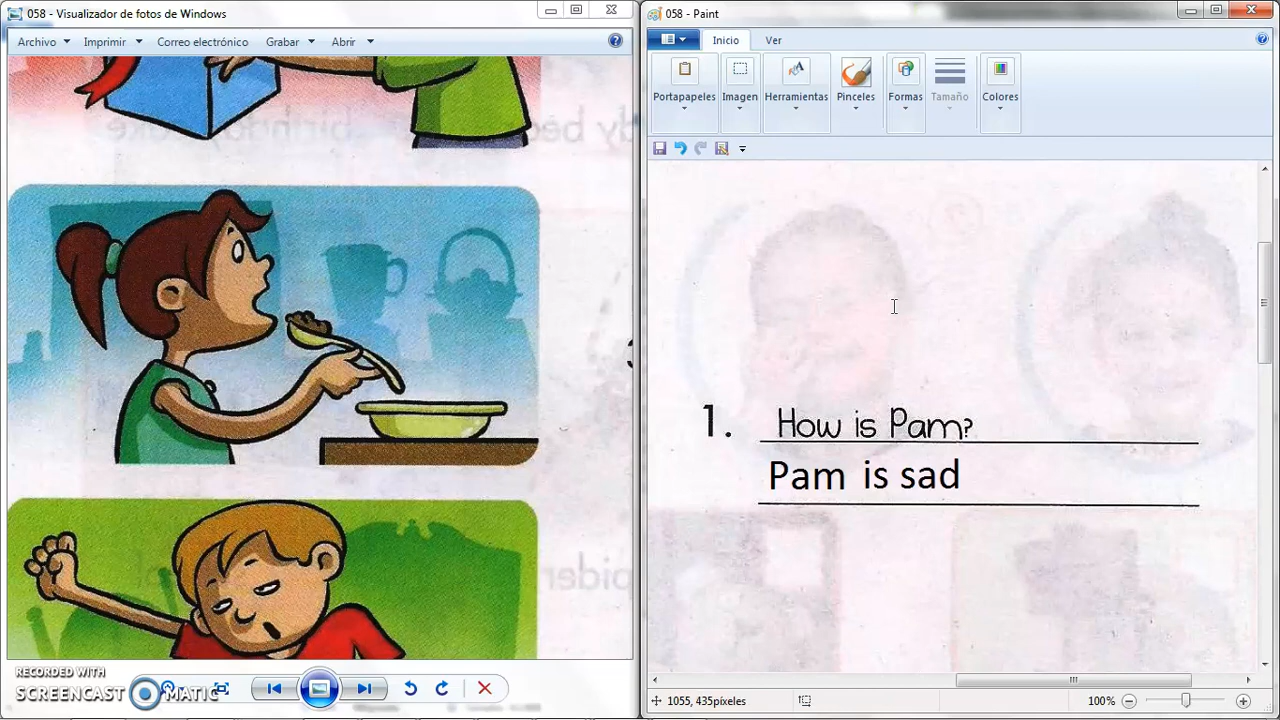 058 - Visualizador de fotos de Windows
Archivo Imprimir Correo electrónico Grabar Abrir
RECORDED WITH
SCREENCAST MATIC
058 - Paint
Inicio Ver
Portapapeles Imagen Herramientas Pinceles Formas Tamaño Colores
1. How is Pam?
Pam is sad
1055, 435píxeles
100%